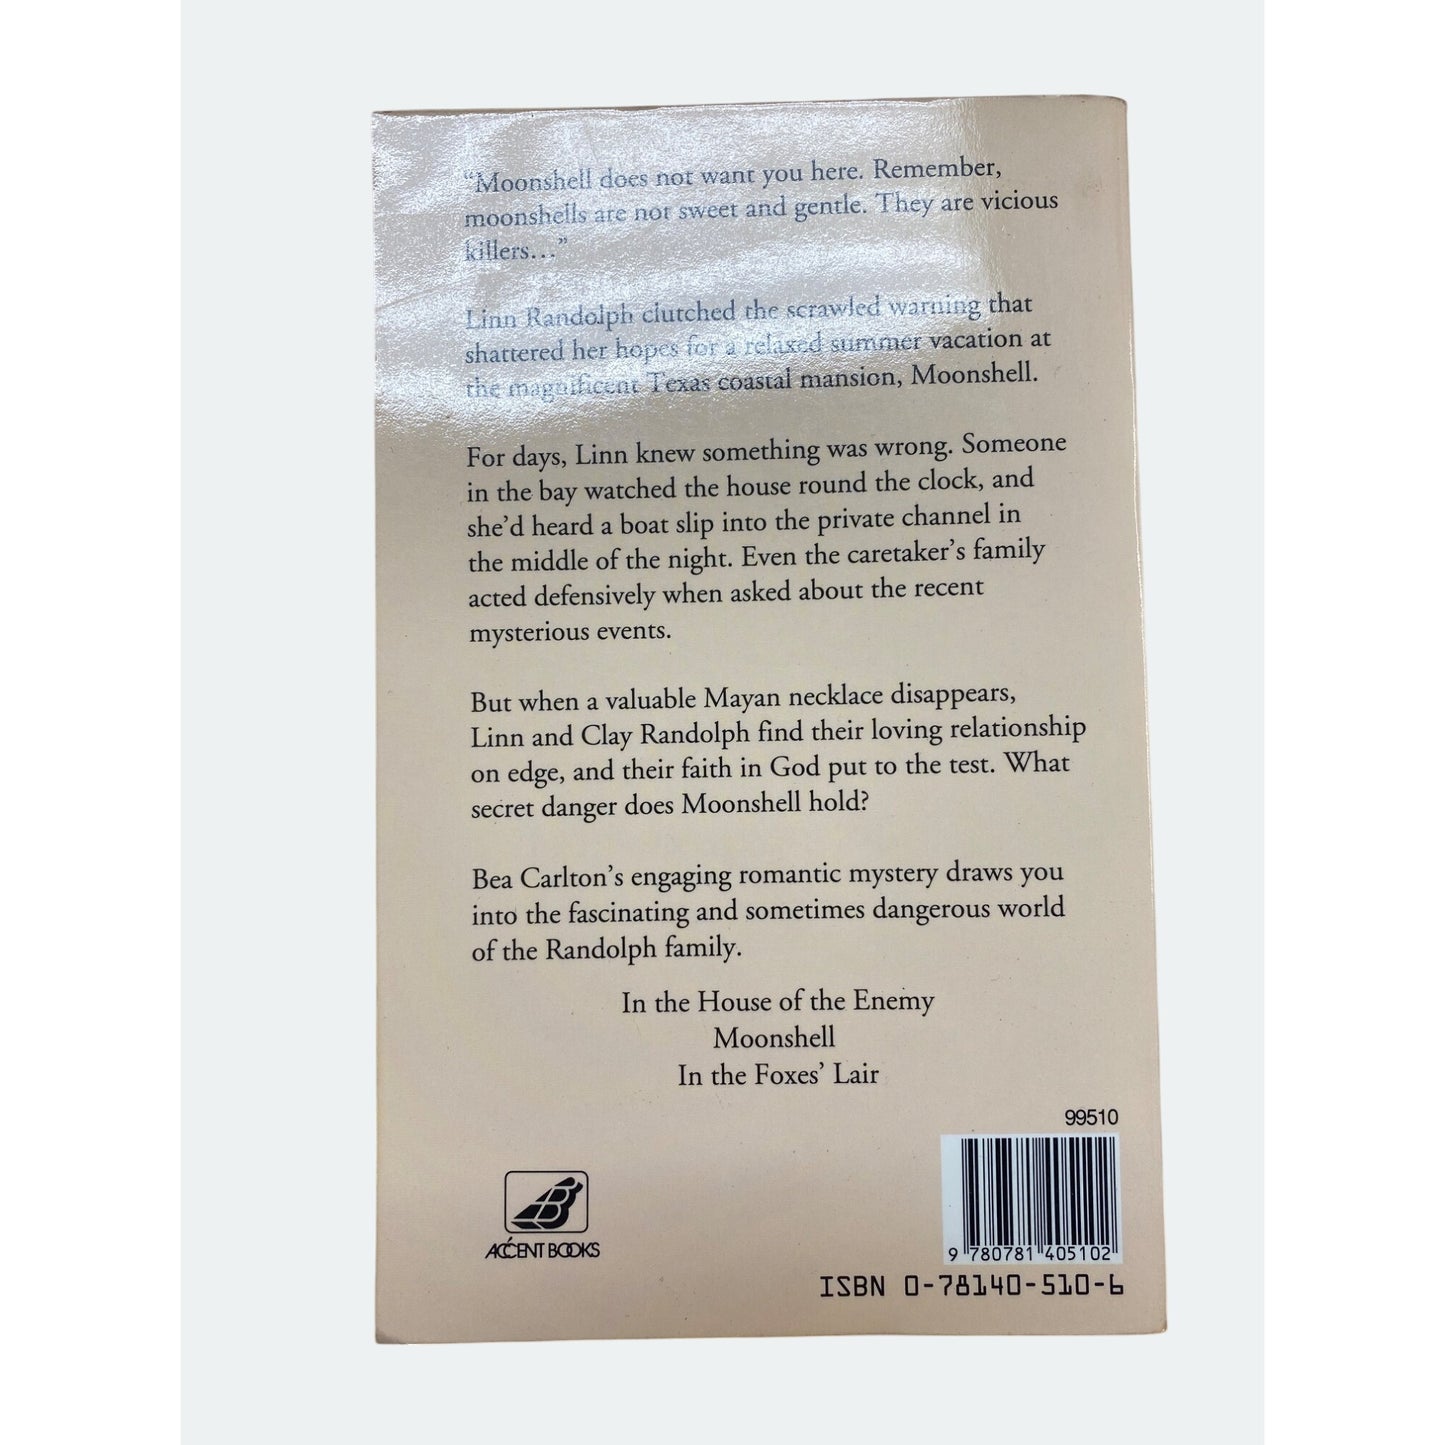 “Moonshell does not want you here. Remember,
moonshells are not sweet and gentle. They are vicious
killers…”
Linn Randolph clutched the scrawled warning that
shattered her hopes for a relaxed summer vacation at
the magnificent Texas coastal mansion, Moonshell.
For days, Linn knew something was wrong. Someone
in the bay watched the house round the clock, and
she’d heard a boat slip into the private channel in
the middle of the night. Even the caretaker’s family
acted defensively when asked about the recent
mysterious events.
But when a valuable Mayan necklace disappears,
Linn and Clay Randolph find their loving relationship
on edge, and their faith in God put to the test. What
secret danger does Moonshell hold?
Bea Carlton’s engaging romantic mystery draws you
into the fascinating and sometimes dangerous world
of the Randolph family.
In the House of the Enemy
Moonshell
In the Foxes’ Lair
99510
9 780781 405102
ACCENT BOOKS
ISBN 0-78140-510-6